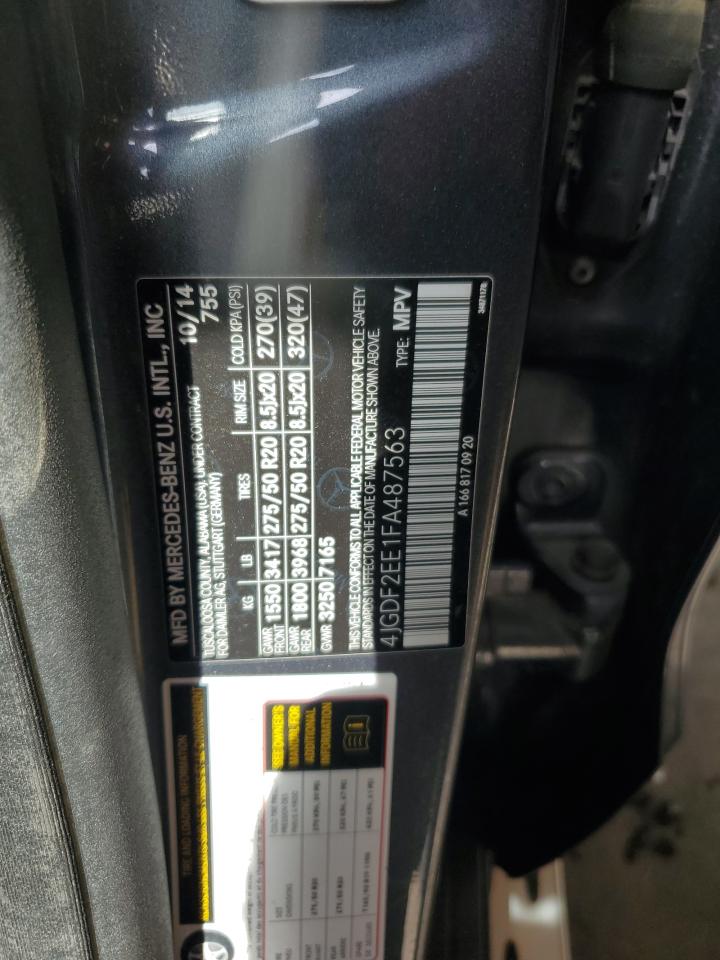 MFD BY MERCEDES-BENZ U.S. INTL., INC
TUSCALOOSA COUNTY, ALABAMA (USA), UNDER CONTRACT 10/14
FOR DAIMLER AG, STUTTGART (GERMANY) 755
KG LB TIRES RIM SIZE COLD KPA(PSI)
GAWR FRONT 1550 3417 275/50 R20 8.5Jx20 270(39)
GAWR REAR 1800 3968 275/50 R20 8.5Jx20 320(47)
GVWR 3250 7165
THIS VEHICLE CONFORMS TO ALL APPLICABLE FEDERAL MOTOR VEHICLE SAFETY
STANDARDS IN EFFECT ON THE DATE OF MANUFACTURE SHOWN ABOVE.
4JGDF2EE1FA487563 TYPE: MPV
A 166 817 09 20
TIRE AND LOADING INFORMATION
SEE OWNER'S
MANUAL FOR
ADDITIONAL
INFORMATION